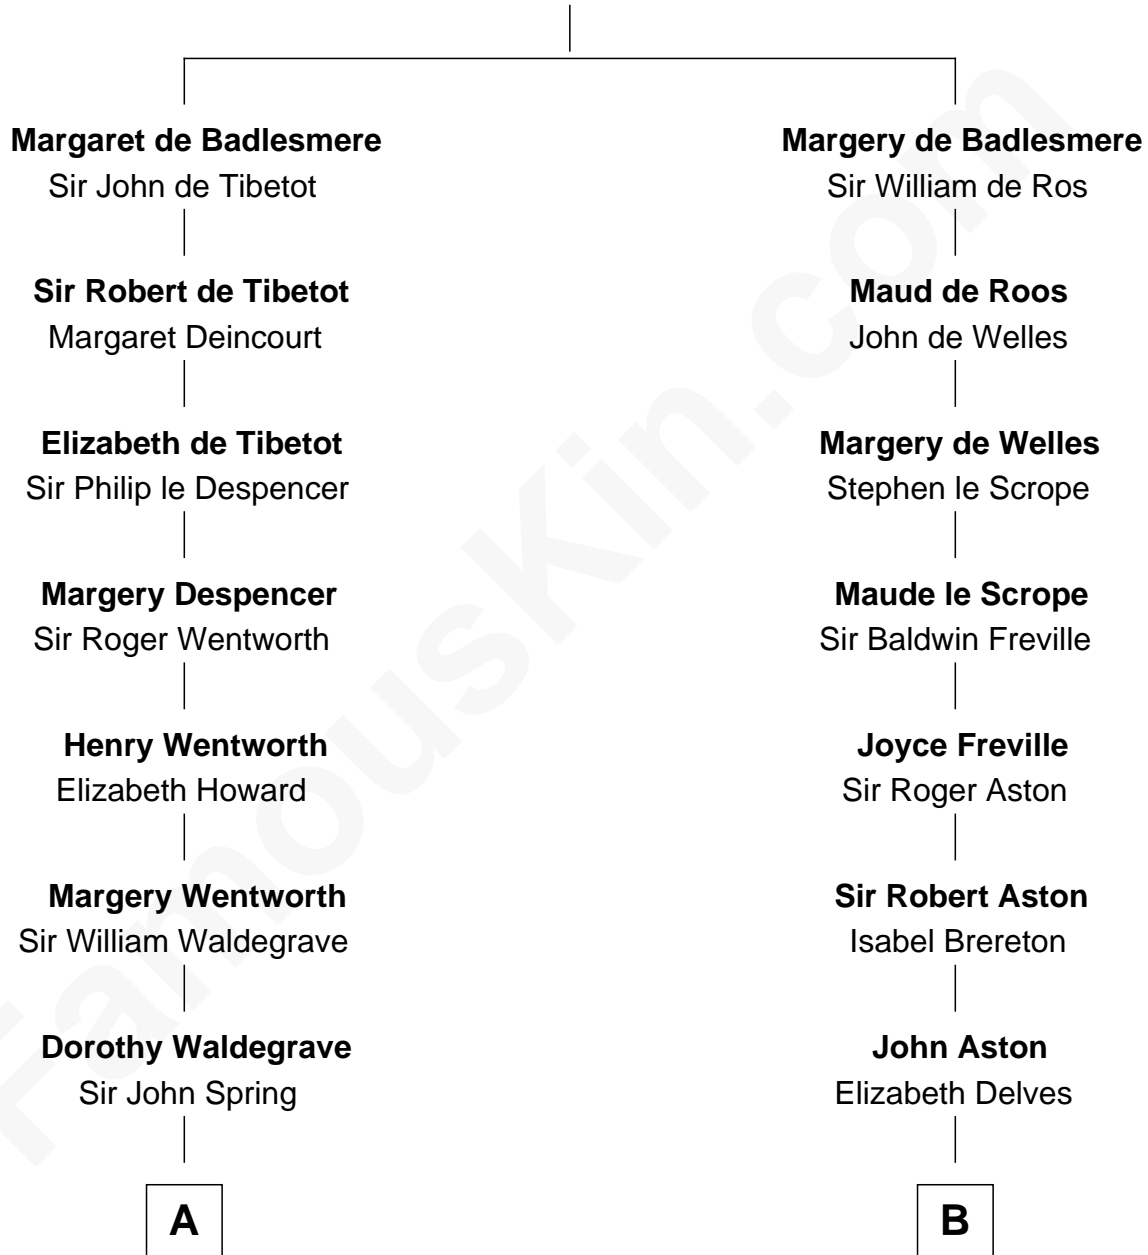 Margaret de Badlesmere
Sir John de Tibetot
Sir Robert de Tibetot
Margaret Deincourt
Elizabeth de Tibetot
Sir Philip le Despencer
Margery Despencer
Sir Roger Wentworth
Henry Wentworth
Elizabeth Howard
Margery Wentworth
Sir William Waldegrave
Dorothy Waldegrave
Sir John Spring
A
Margery de Badlesmere
Sir William de Ros
Maud de Roos
John de Welles
Margery de Welles
Stephen le Scrope
Maude le Scrope
Sir Baldwin Freville
Joyce Freville
Sir Roger Aston
Sir Robert Aston
Isabel Brereton
John Aston
Elizabeth Delves
B
FamousKin.com